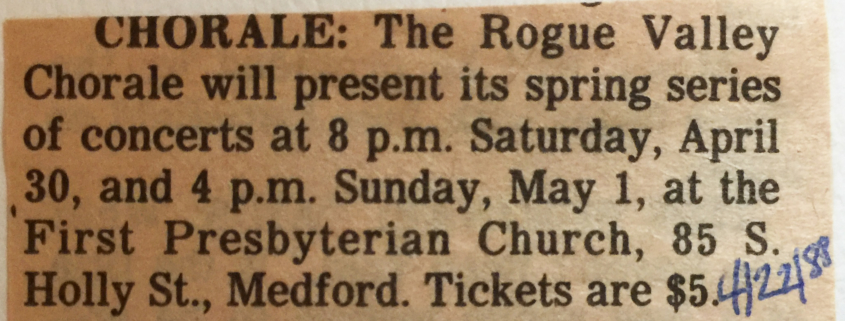 CHORALE: The Rogue Valley
Chorale will present its spring series
of concerts at 8 p.m. Saturday, April
30, and 4 p.m. Sunday, May 1, at the
First Presbyterian Church, 85 S.
Holly St., Medford. Tickets are $5. 4/22/88